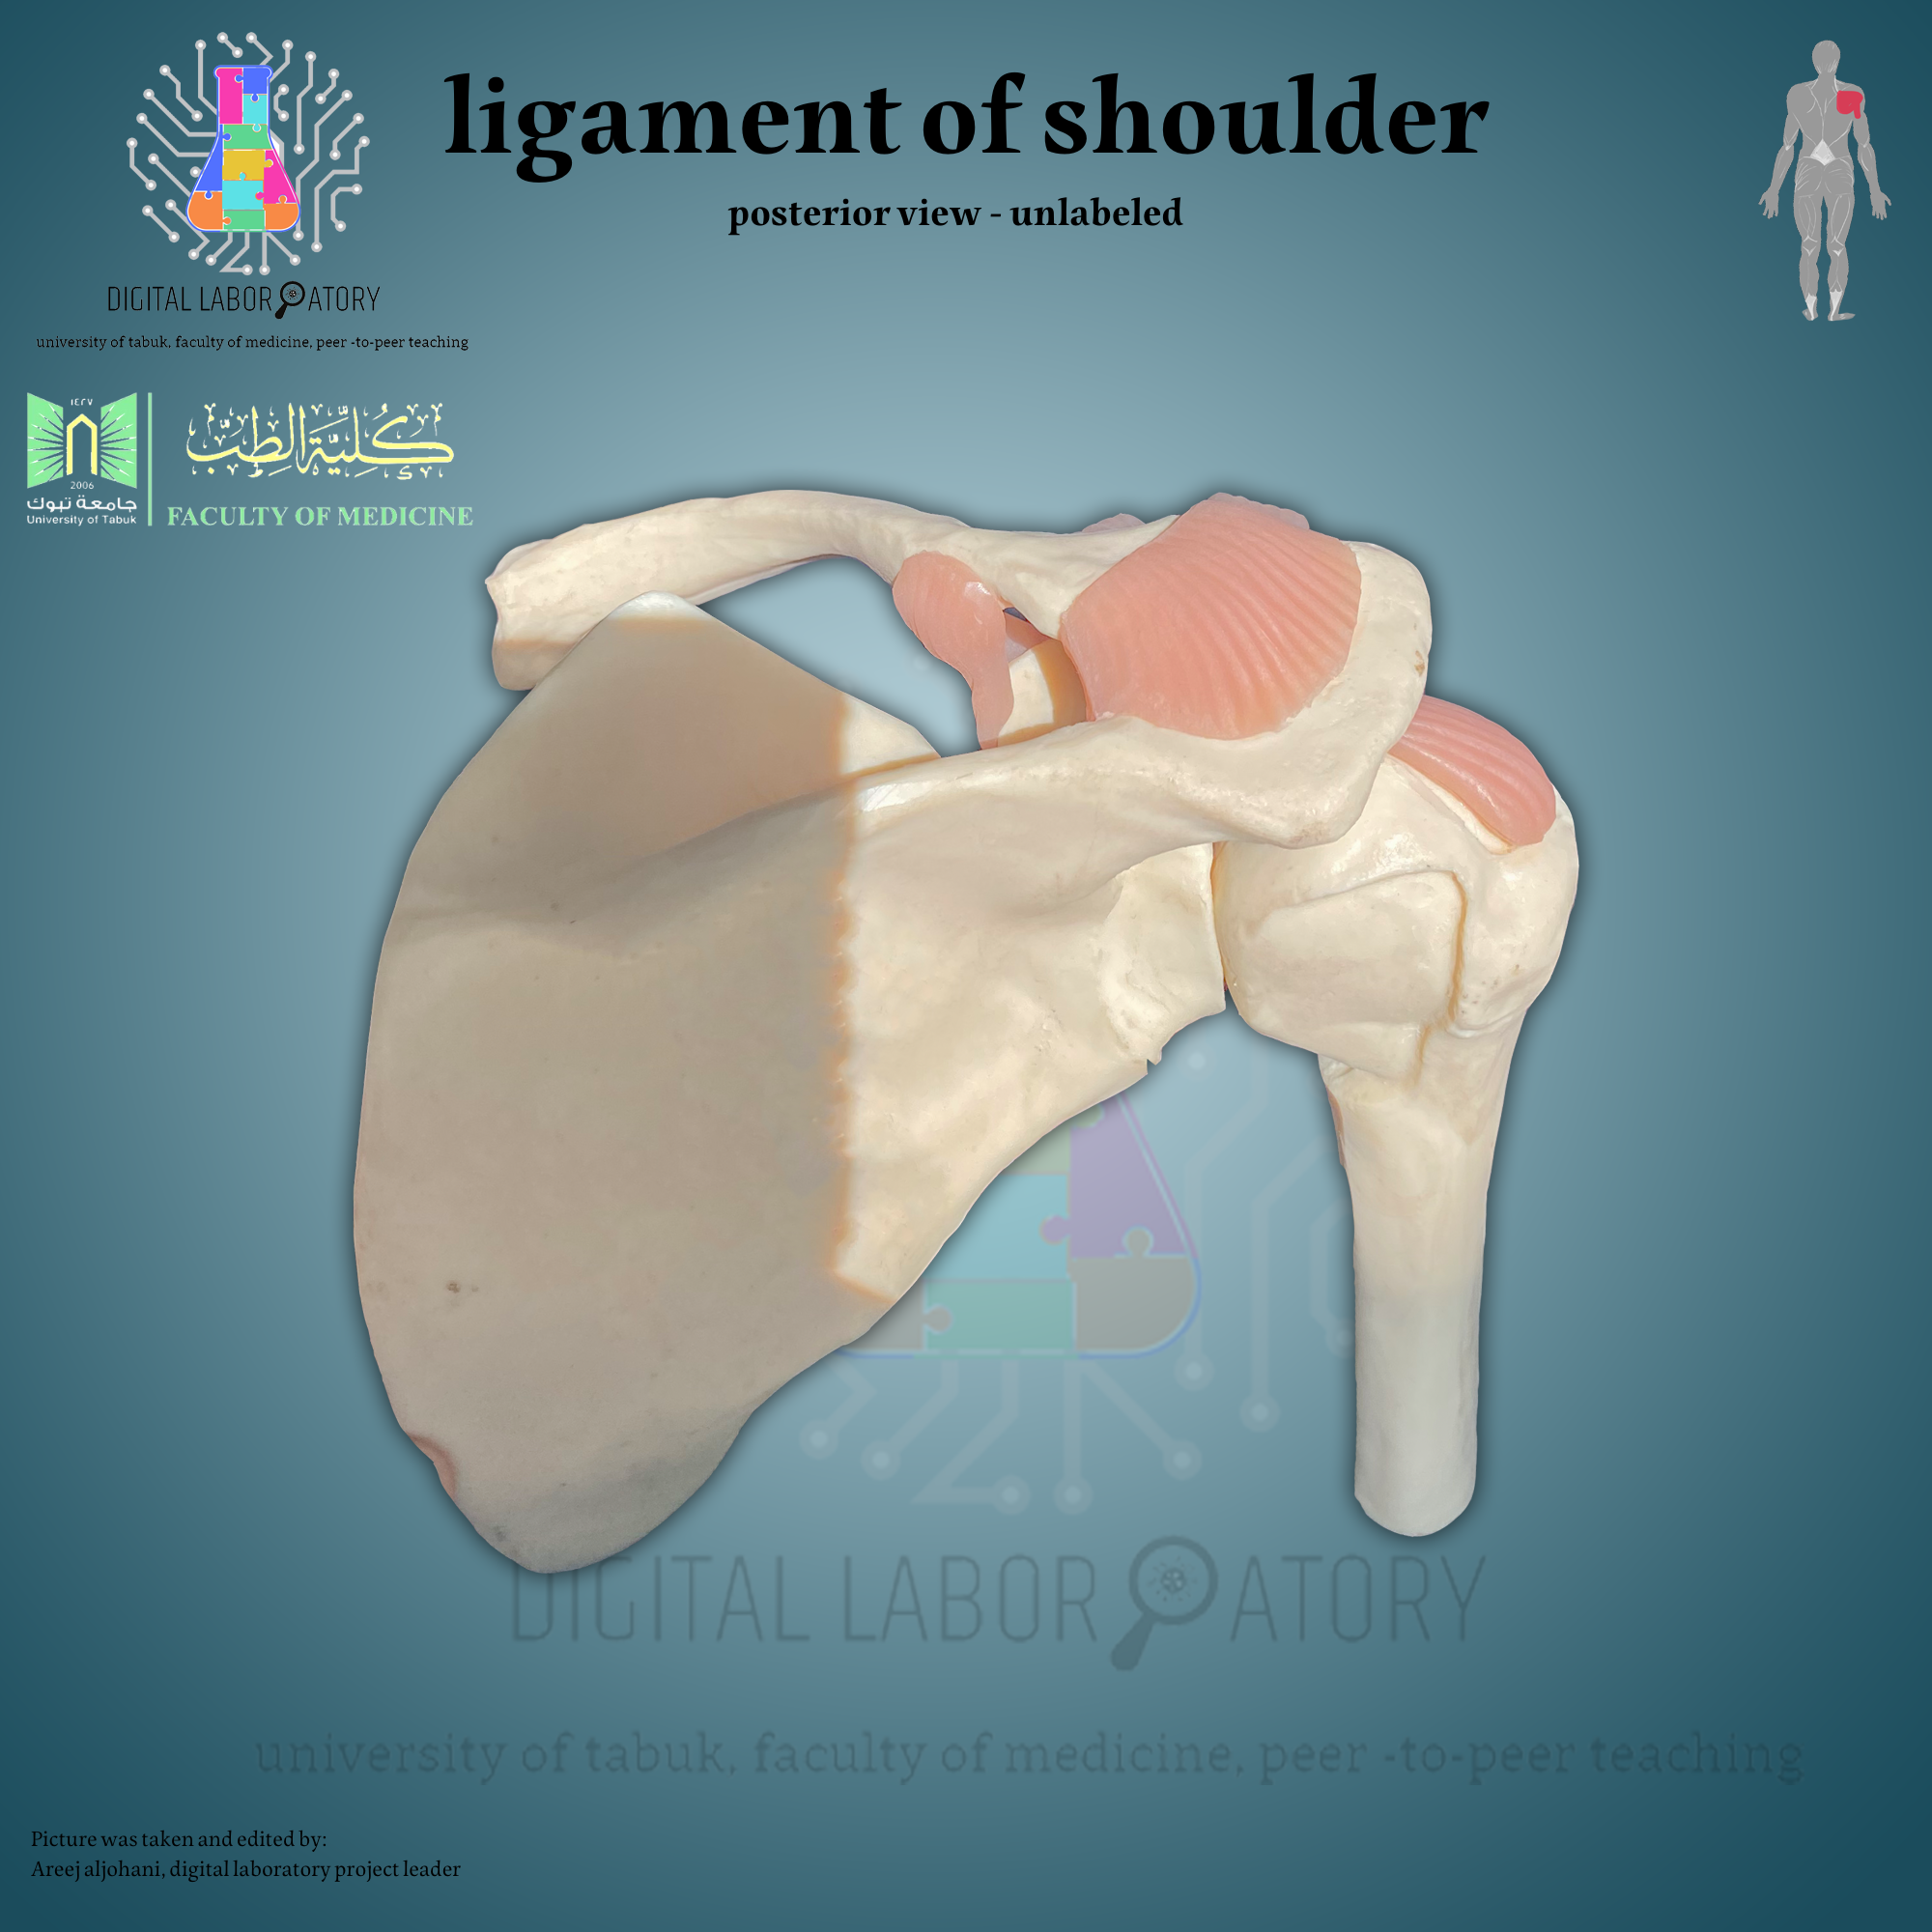 ligament of shoulder
posterior view - unlabeled
DIGITAL LABORATORY
university of tabuk, faculty of medicine, peer -to-peer teaching
١٤٢٧
2006
جامعة تبوك
University of Tabuk
كُليَّة الطِبّ
FACULTY OF MEDICINE
DIGITAL LABORATORY
university of tabuk, faculty of medicine, peer -to-peer teaching
Picture was taken and edited by:
Areej aljohani, digital laboratory project leader